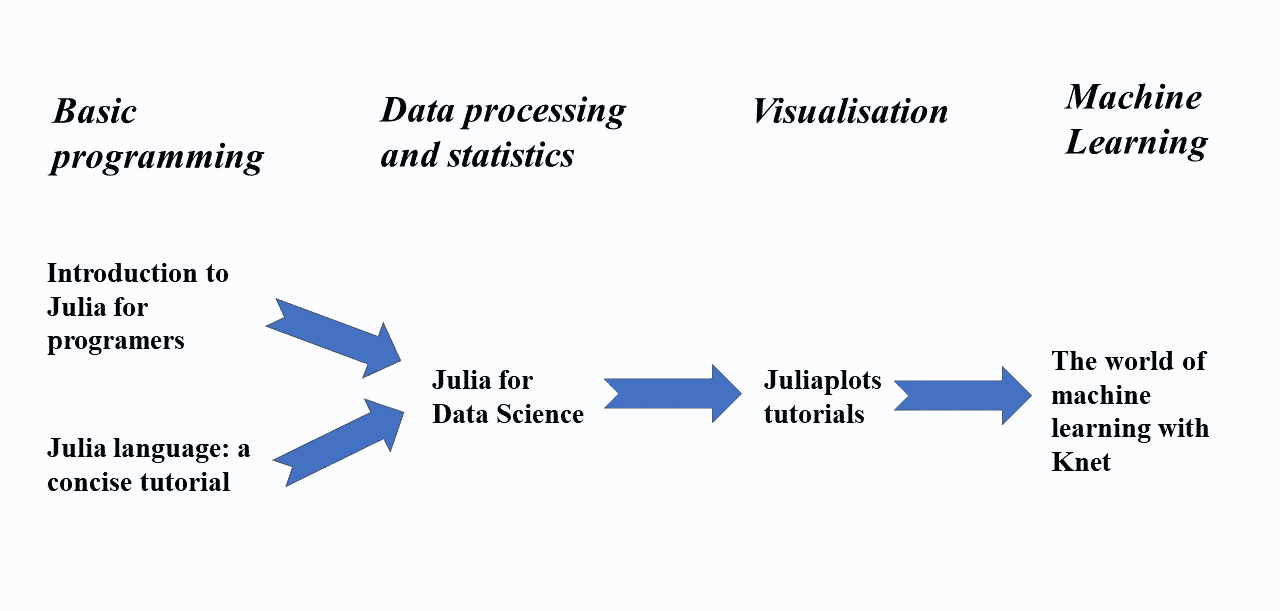 Basic
programming
Data processing
and statistics
Visualisation
Machine
Learning
Introduction to
Julia for
programers
Julia language: a
concise tutorial
Julia for
Data Science
Juliaplots
tutorials
The world of
machine
learning with
Knet